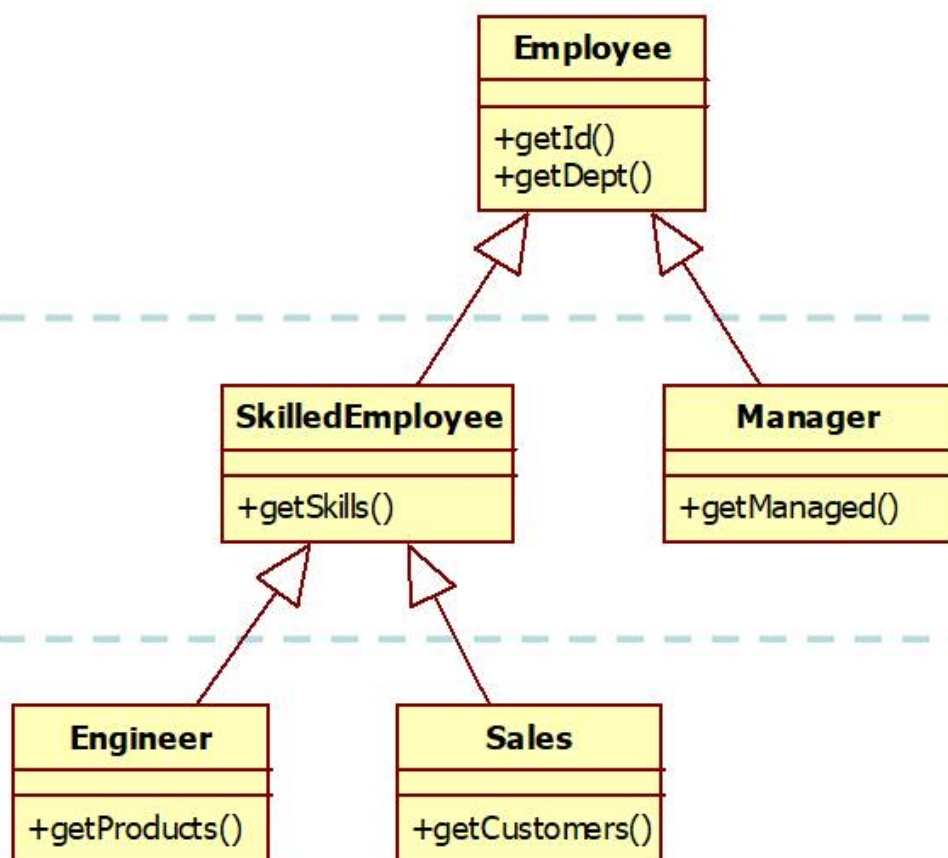 Employee
+getId()
+getDept()
SkilledEmployee
+getSkills()
Manager
+getManaged()
Engineer
+getProducts()
Sales
+getCustomers()